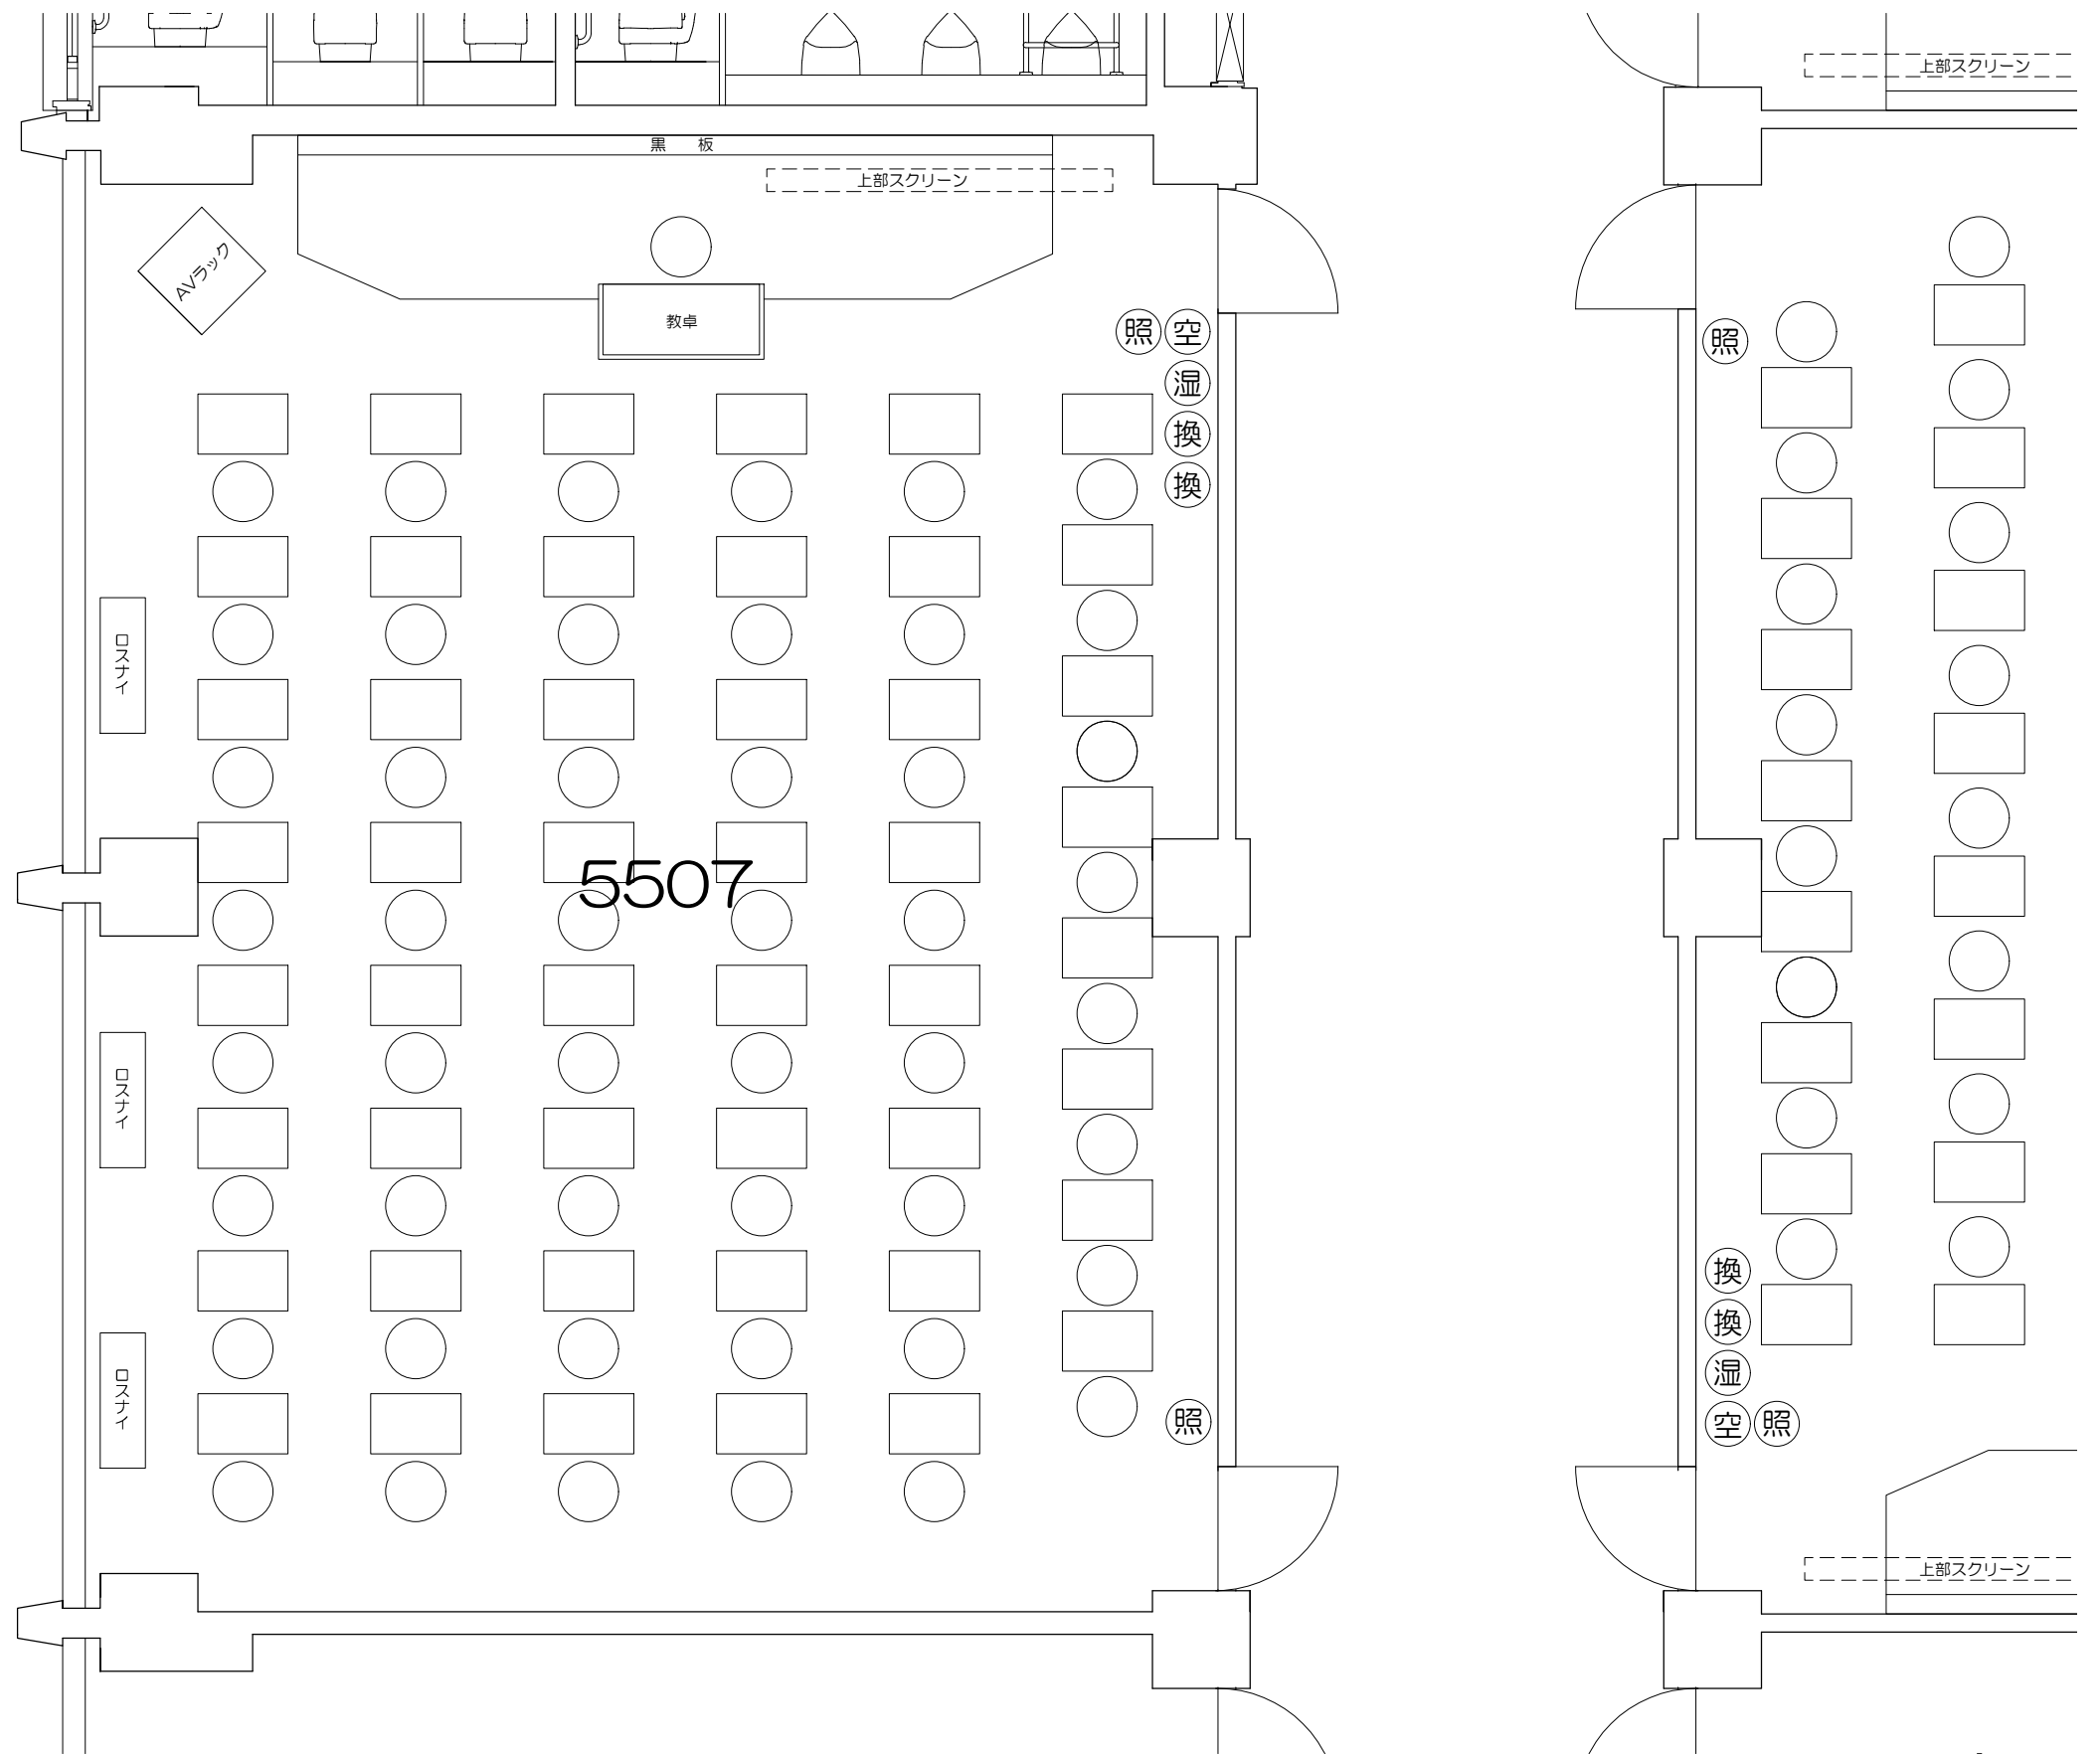 上部スクリーン
黒 板
上部スクリーン
AVラック
教卓
照 空
湿
換
換
照
ロスナイ
5507
ロスナイ
ロスナイ
照
換
換
湿
空 照
上部スクリーン